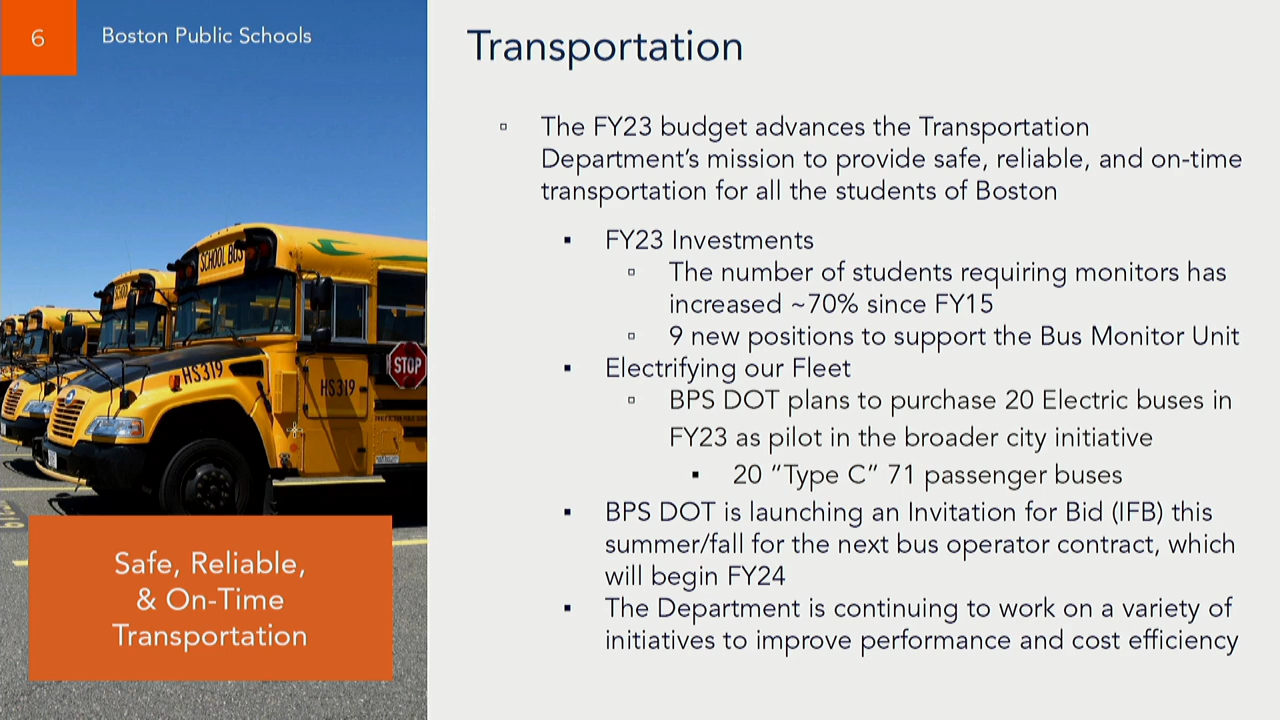 6
Boston Public Schools
Transportation
The FY23 budget advances the Transportation
Department’s mission to provide safe, reliable, and on-time
transportation for all the students of Boston
FY23 Investments
The number of students requiring monitors has
increased ~70% since FY15
9 new positions to support the Bus Monitor Unit
Electrifying our Fleet
BPS DOT plans to purchase 20 Electric buses in
FY23 as pilot in the broader city initiative
20 “Type C” 71 passenger buses
BPS DOT is launching an Invitation for Bid (IFB) this
summer/fall for the next bus operator contract, which
will begin FY24
The Department is continuing to work on a variety of
initiatives to improve performance and cost efficiency
SCHOOL BUS
SCHOOL
HS319
HS319
STOP
Safe, Reliable,
& On-Time
Transportation